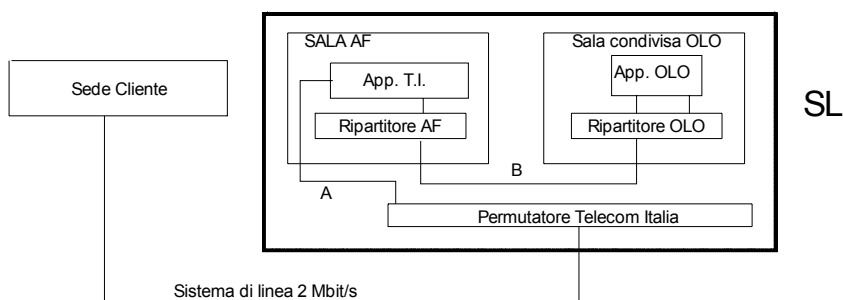 SALA AF
Sala condivisa OLO
App. T.I.
App. OLO
Sede Cliente
SL
Ripartitore AF
Ripartitore OLO
B
A
Permutatore Telecom Italia
Sistema di linea 2 Mbit/s